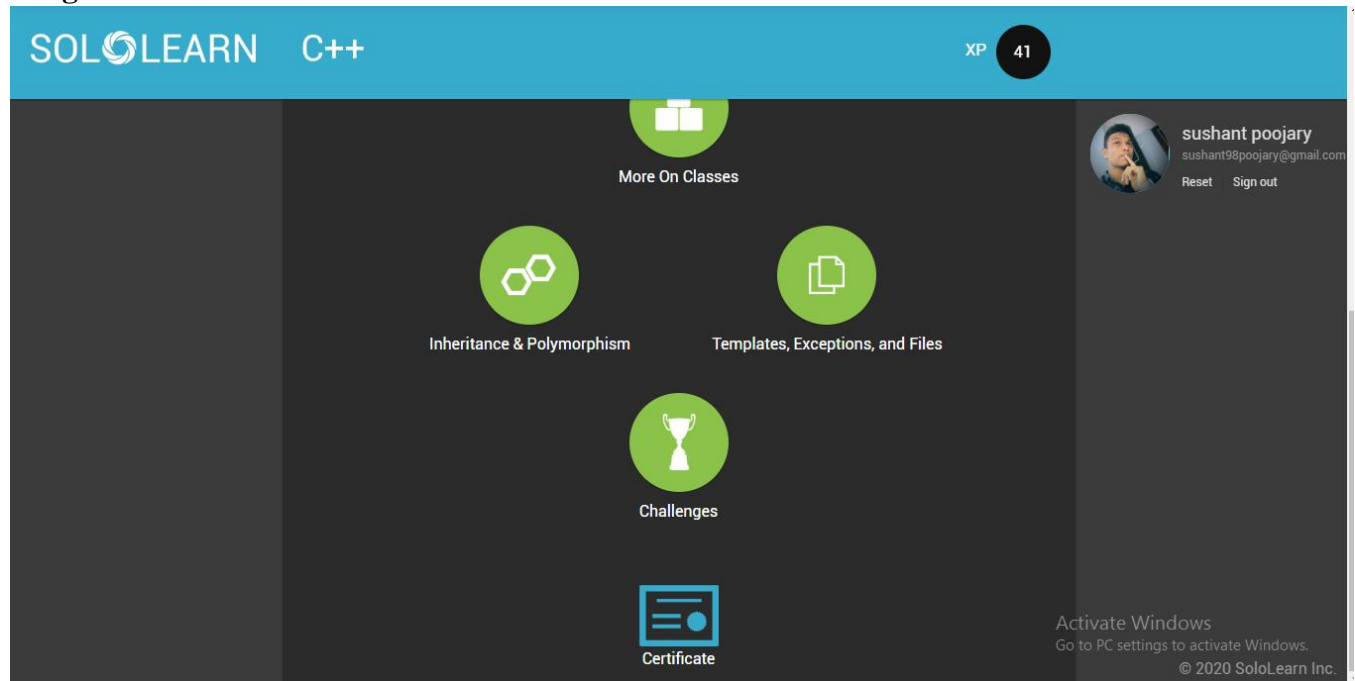 SOLOLEARN C++ XP 41
sushant poojary
sushant98poojary@gmail.com
Reset Sign out
More On Classes
Inheritance & Polymorphism Templates, Exceptions, and Files
Challenges
Certificate
Activate Windows
Go to PC settings to activate Windows.
© 2020 SoloLearn Inc.